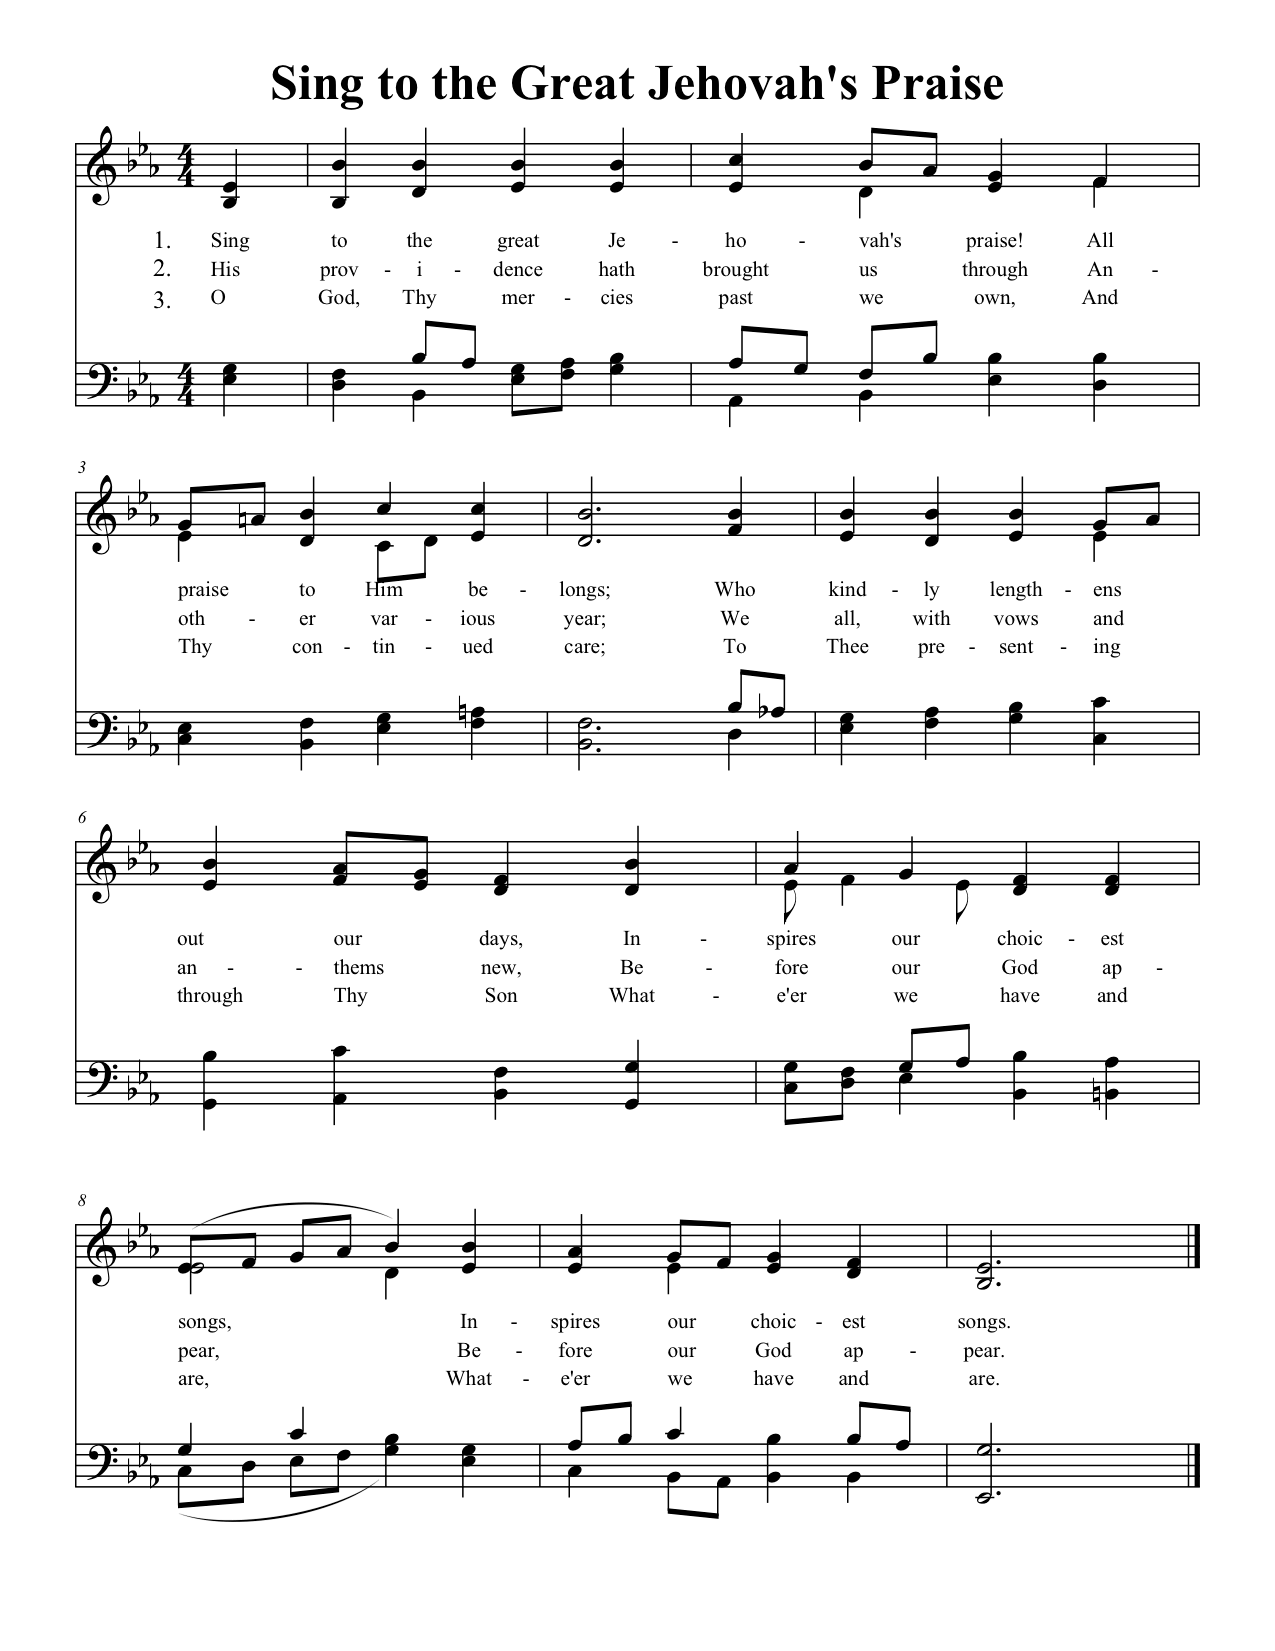 Sing to the Great Jehovah's Praise
4 4
1. Sing to the great Je - ho - vah's praise! All
2. His prov - i - dence hath brought us through An -
3. O God, Thy mer - cies past we own, And
4 4
3
praise to Him be - longs; Who kind - ly length - ens
oth - er var - ious year; We all, with vows and
Thy con - tin - ued care; To Thee pre - sent - ing
6
out our days, In - spires our choic - est
an - - thems new, Be - fore our God ap -
through Thy Son What - e'er we have and
8
songs, In - spires our choic - est songs.
pear, Be - fore our God ap - pear.
are, What - e'er we have and are.